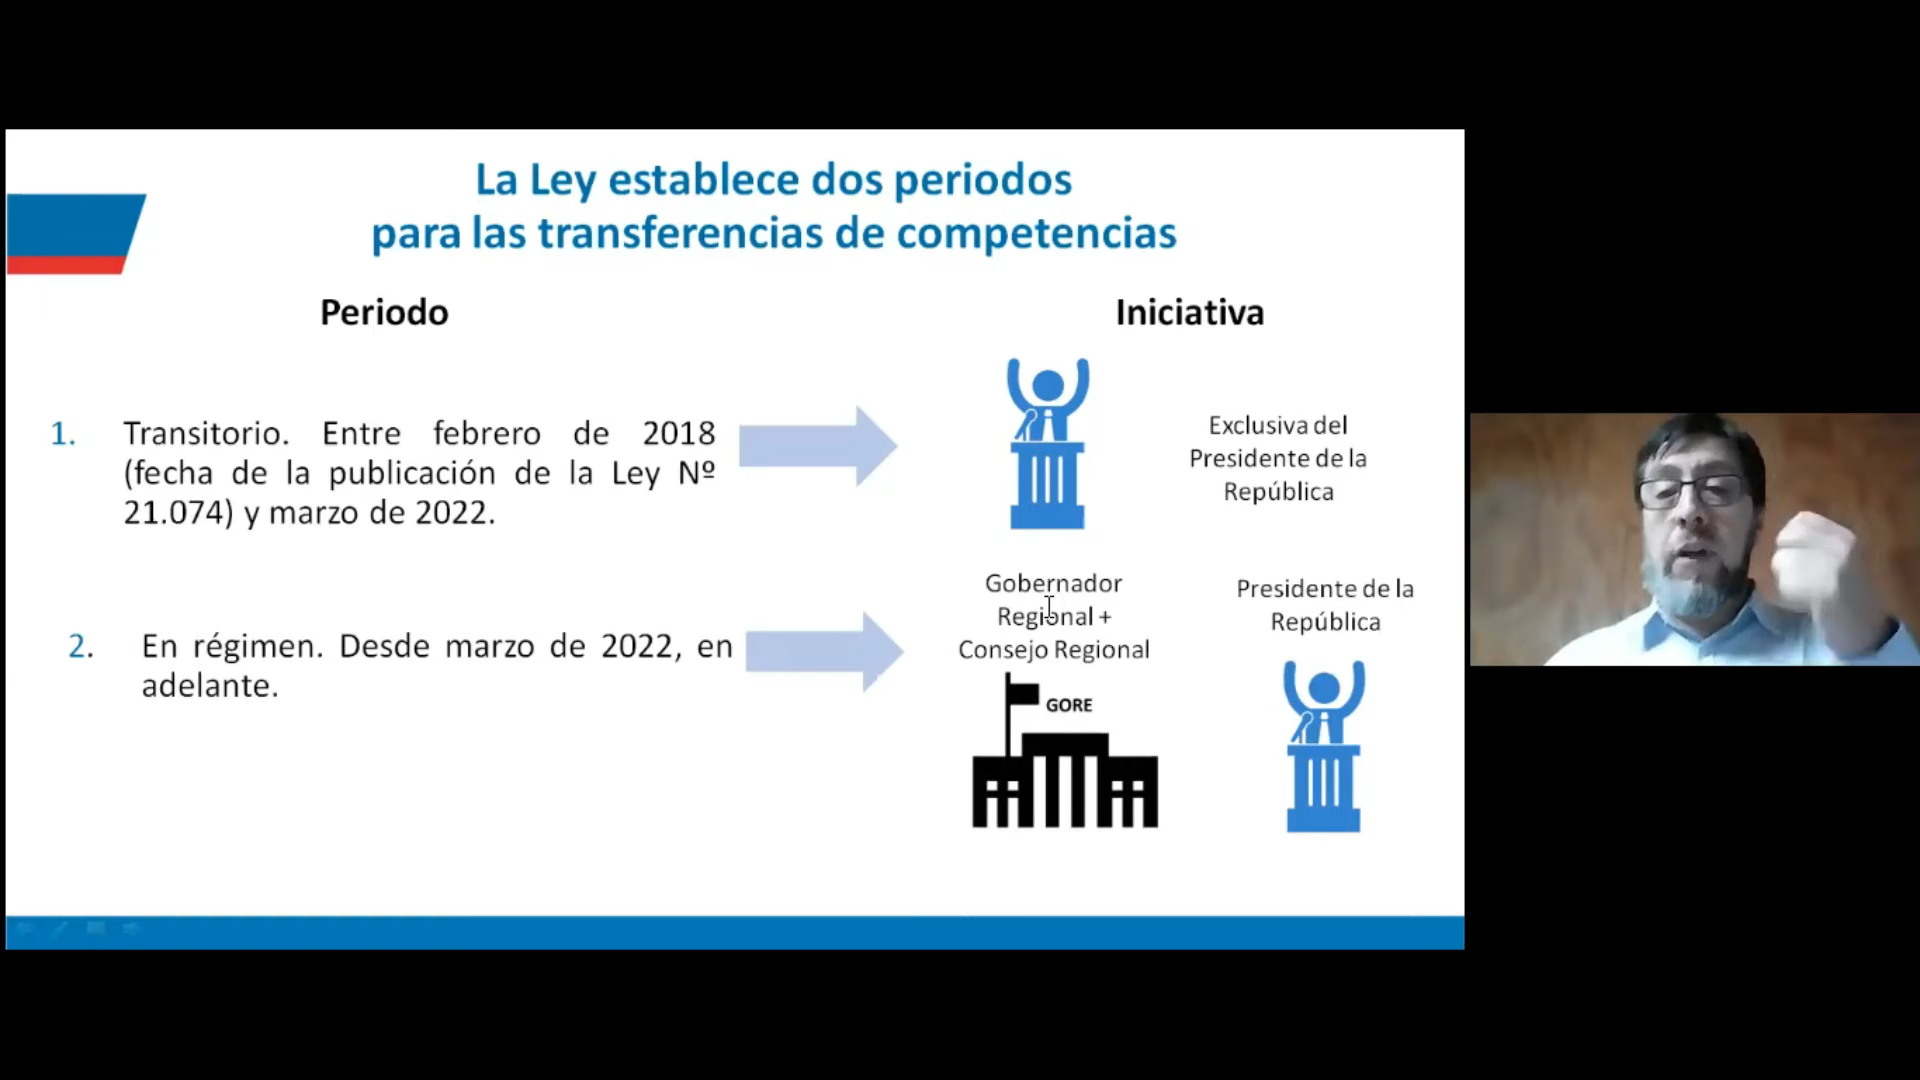 La Ley establece dos periodos
para las transferencias de competencias
Periodo
Iniciativa
1. Transitorio. Entre febrero de 2018
(fecha de la publicación de la Ley Nº
21.074) y marzo de 2022.
Exclusiva del
Presidente de la
República
2. En régimen. Desde marzo de 2022, en
adelante.
Gobernador
Regional +
Consejo Regional
GORE
Presidente de la
República